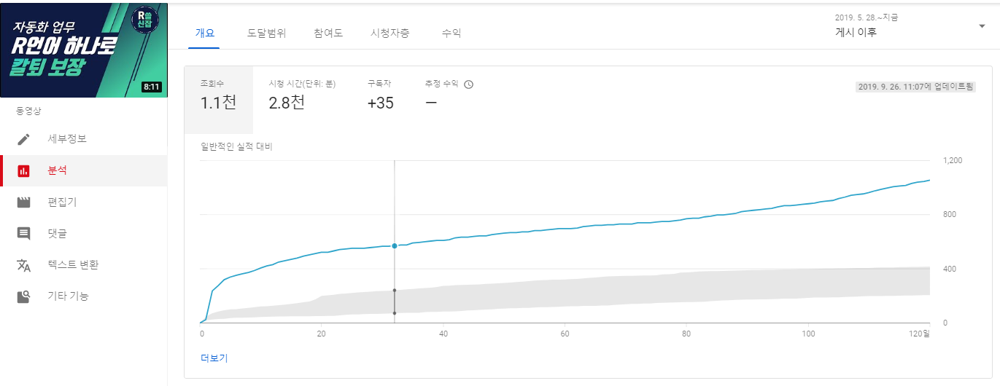 자동화 업무
R쓸
신잡
R언어 하나로
칼퇴 보장
8:11
동영상
세부정보
분석
편집기
댓글
텍스트 변환
기타 기능
개요 도달범위 참여도 시청자층 수익
2019. 5. 28.~지금
게시 이후
조회수 시청 시간(단위: 분) 구독자 추정 수익
1.1천 2.8천 +35 —
2019. 9. 26. 11:07에 업데이트됨
일반적인 실적 대비
1,200
800
400
0
0 20 40 60 80 100 120일
더보기